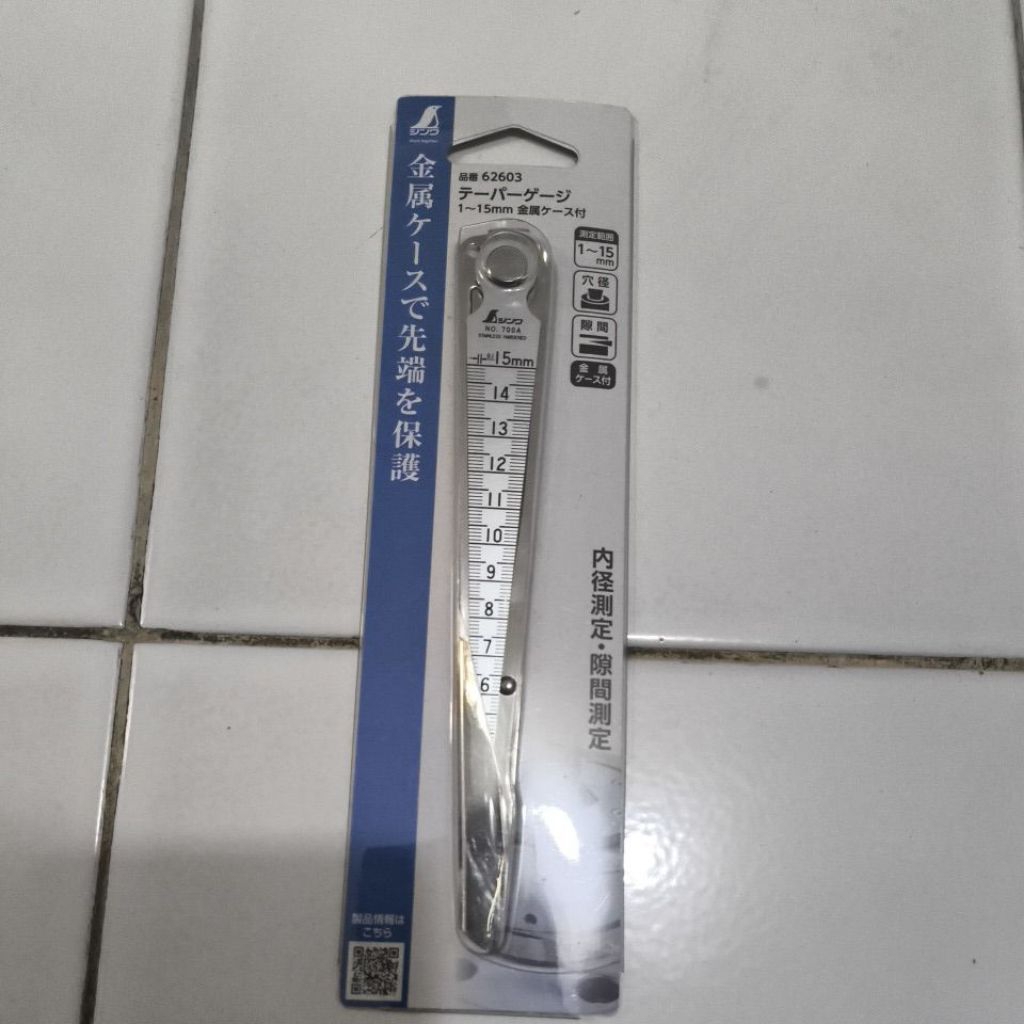 シンワ
金属ケースで先端を保護
品番 62603
テーパーゲージ
1～15mm 金属ケース付
測定範囲
1～15
mm
穴径
隙間
金属
ケース付
シンワ
NO. 700A
STAINLESS HARDENED
15mm
14
13
12
11
10
9
8
7
6
内径測定・隙間測定
製品情報は
こちら